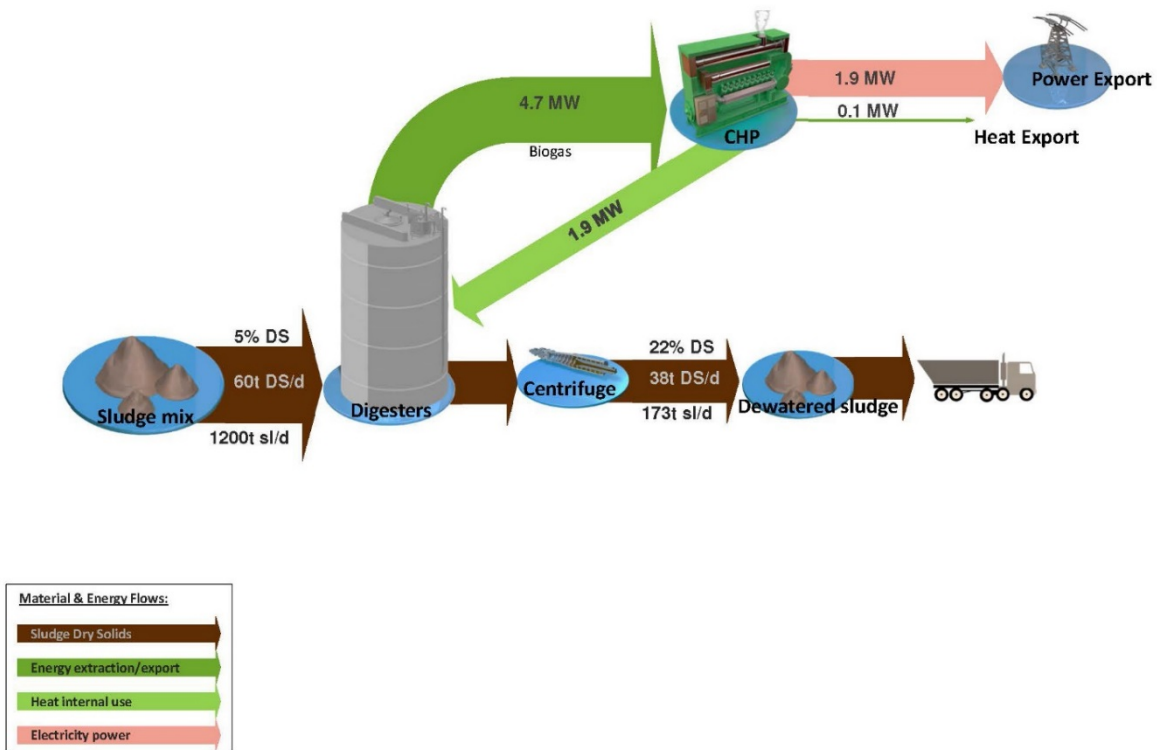 4.7 MW
Biogas
CHP
1.9 MW
0.1 MW
Power Export
Heat Export
1.9 MW
5% DS
60t DS/d
1200t sl/d
Sludge mix
Digesters
Centrifuge
22% DS
38t DS/d
173t sl/d
Dewatered sludge
Material & Energy Flows:
Sludge Dry Solids
Energy extraction/export
Heat internal use
Electricity power